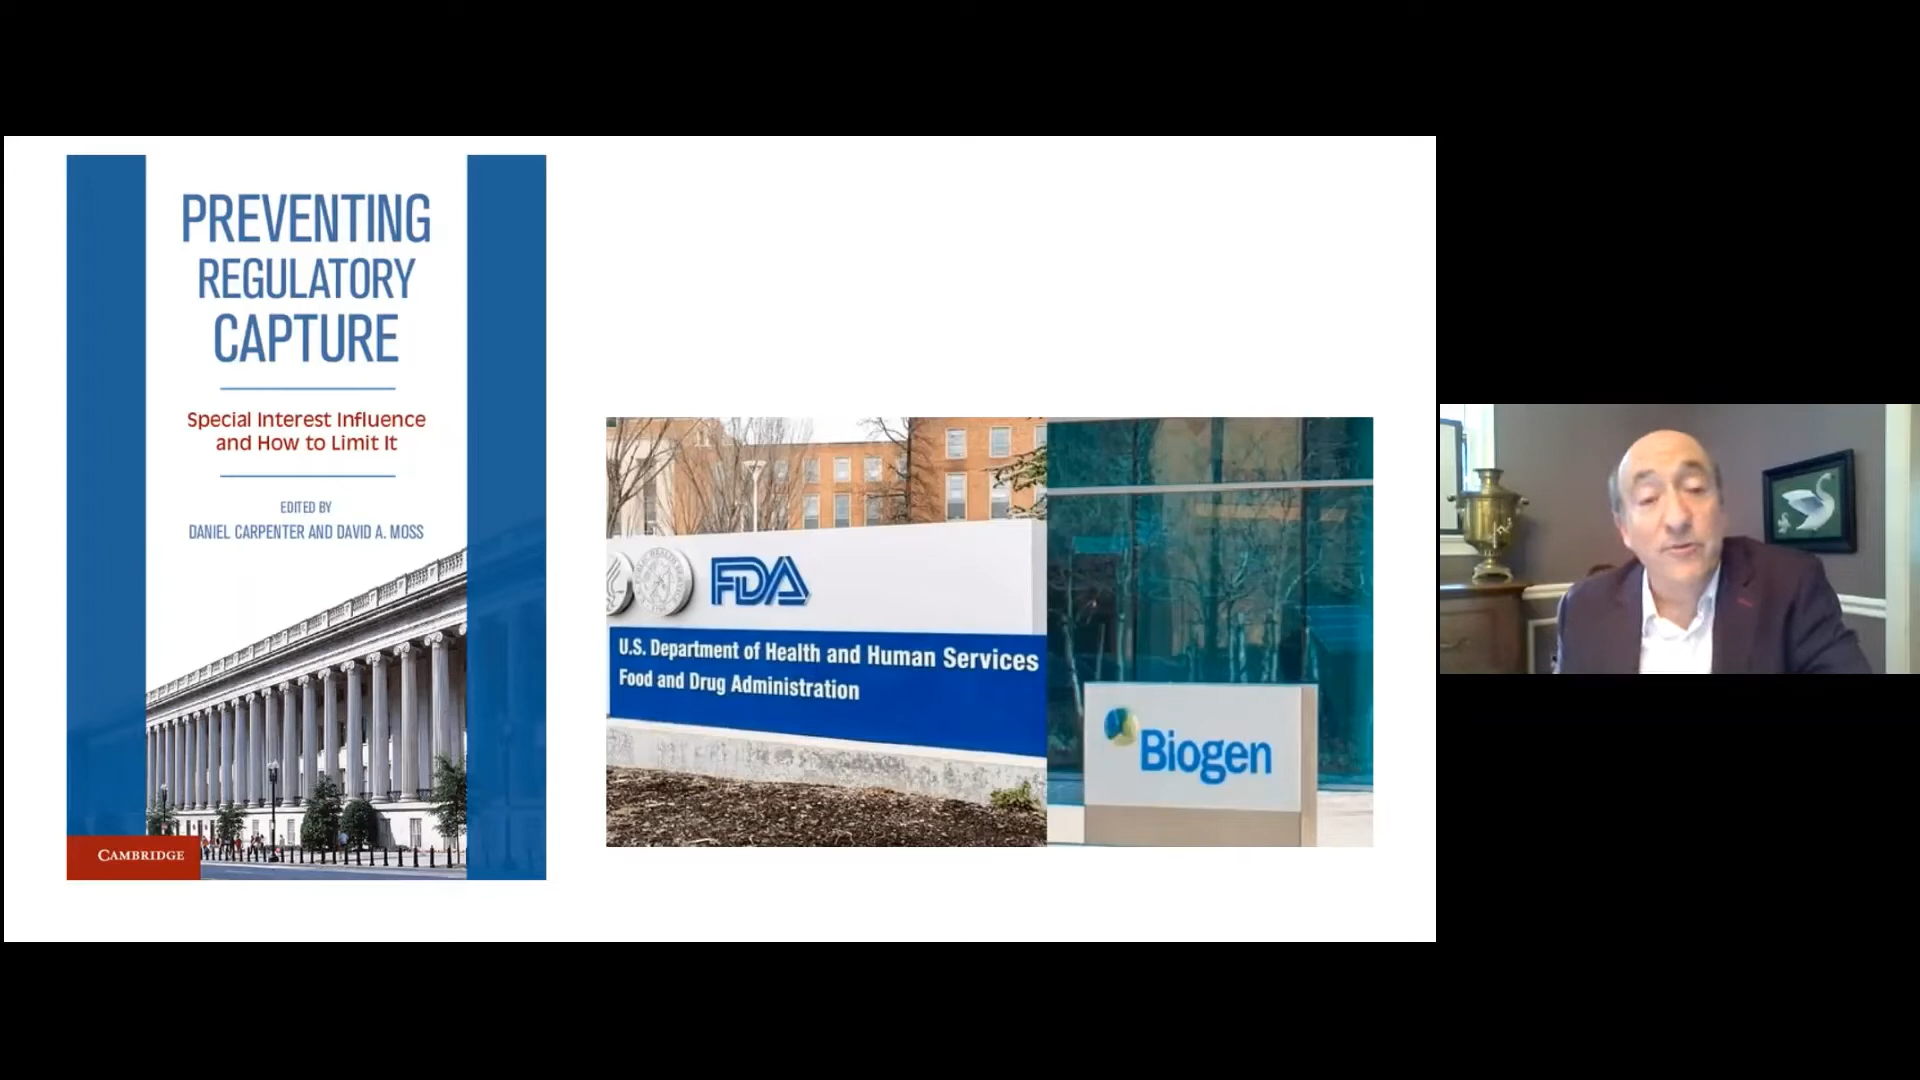 PREVENTING
REGULATORY
CAPTURE
Special Interest Influence
and How to Limit It
EDITED BY
DANIEL CARPENTER AND DAVID A. MOSS
CAMBRIDGE
FDA
U.S. Department of Health and Human Services
Food and Drug Administration
Biogen